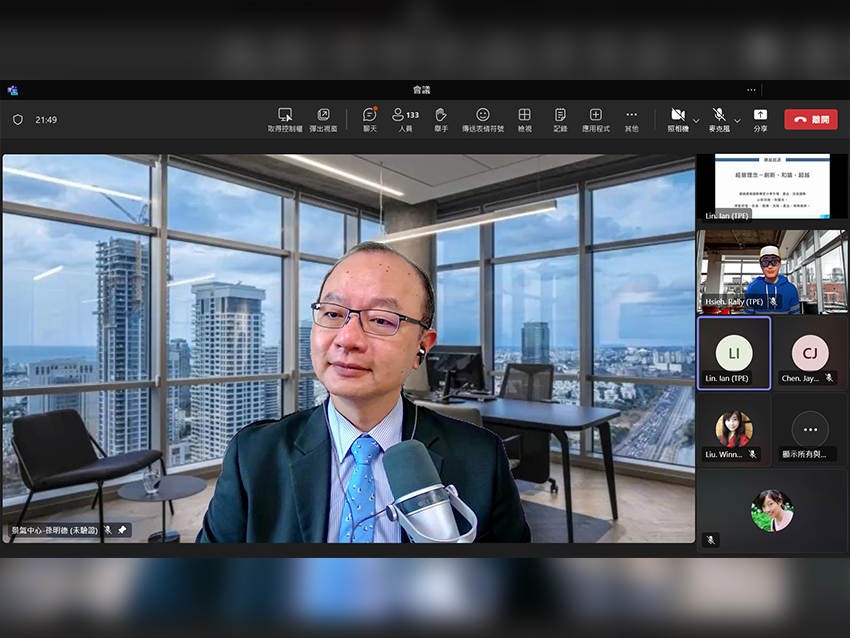 會議
21:49
133
取得控制權 彈出視窗 聊天 人員 舉手 傳送表情符號 檢視 記錄 應用程式 其他 照相機 麥克風 分享 離開
經營理念－創新、和諧、超越
Lin. Ian (TPE)
Hsieh. Rally (TPE)
LI
CJ
Lin. Ian (TPE)
Chen. Jay...
Liu. Winn...
顯示所有與...
景氣中心-孫明德 (未驗證)